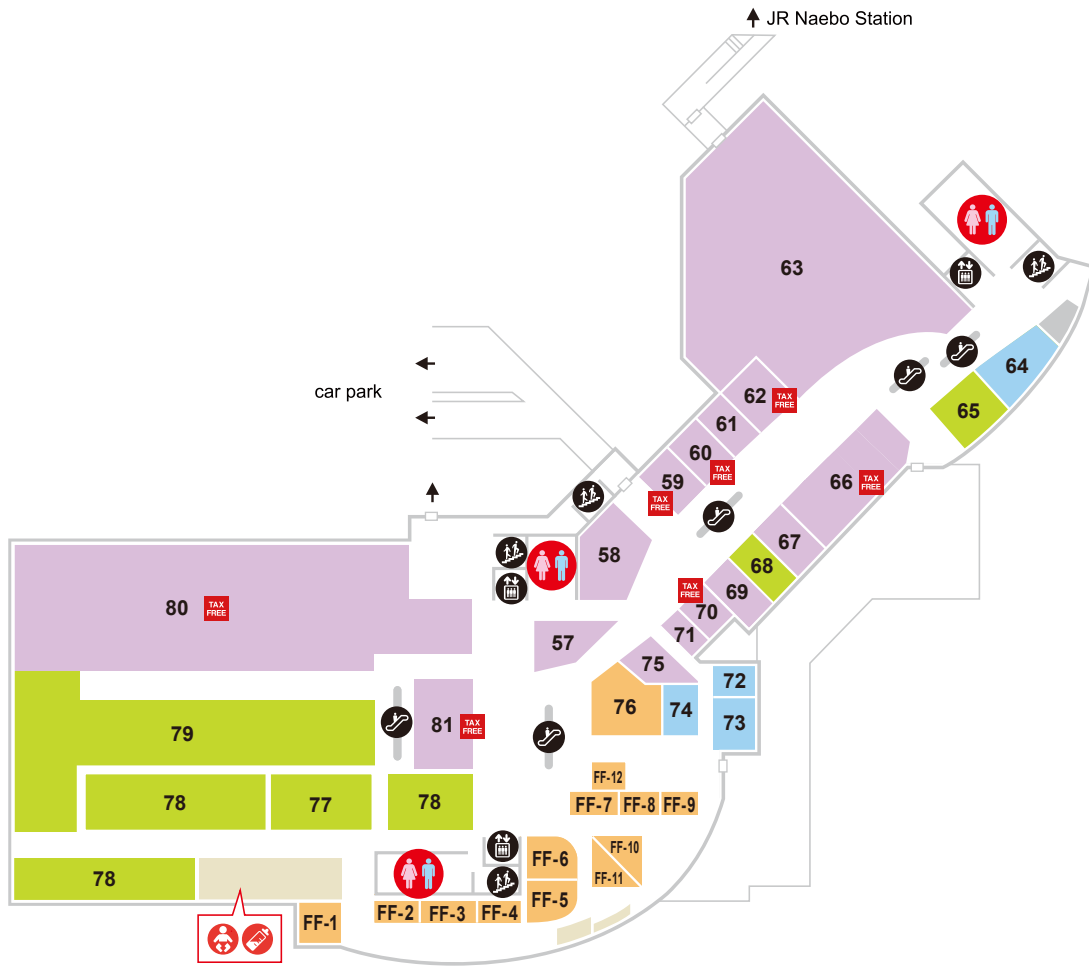 JR Naebo Station
63
64
car park
62
TAX
FREE
65
61
60
TAX
FREE
59
TAX
FREE
66
TAX
FREE
58
67
68
69
TAX
FREE
70
80
TAX
FREE
71
57
75
72
76
74
73
81
TAX
FREE
79
FF-12
78
77
78
FF-7
FF-8
FF-9
FF-10
FF-6
78
FF-11
FF-5
FF-1
FF-2
FF-3
FF-4